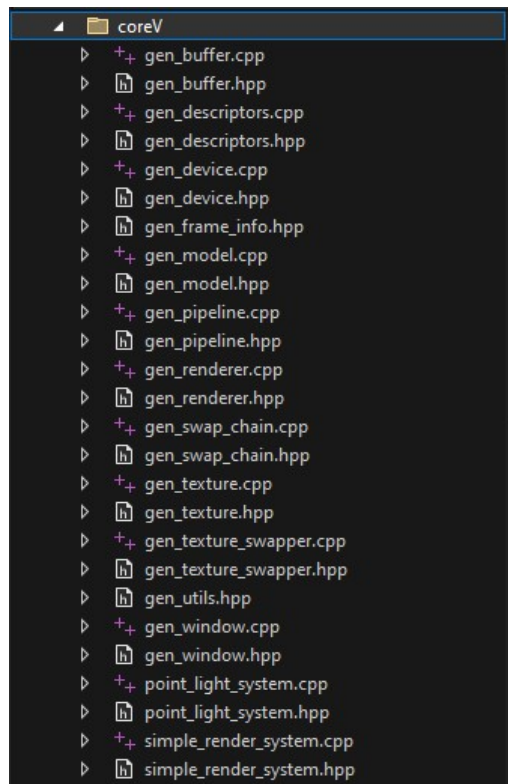 coreV
gen_buffer.cpp
gen_buffer.hpp
gen_descriptors.cpp
gen_descriptors.hpp
gen_device.cpp
gen_device.hpp
gen_frame_info.hpp
gen_model.cpp
gen_model.hpp
gen_pipeline.cpp
gen_pipeline.hpp
gen_renderer.cpp
gen_renderer.hpp
gen_swap_chain.cpp
gen_swap_chain.hpp
gen_texture.cpp
gen_texture.hpp
gen_texture_swapper.cpp
gen_texture_swapper.hpp
gen_utils.hpp
gen_window.cpp
gen_window.hpp
point_light_system.cpp
point_light_system.hpp
simple_render_system.cpp
simple_render_system.hpp